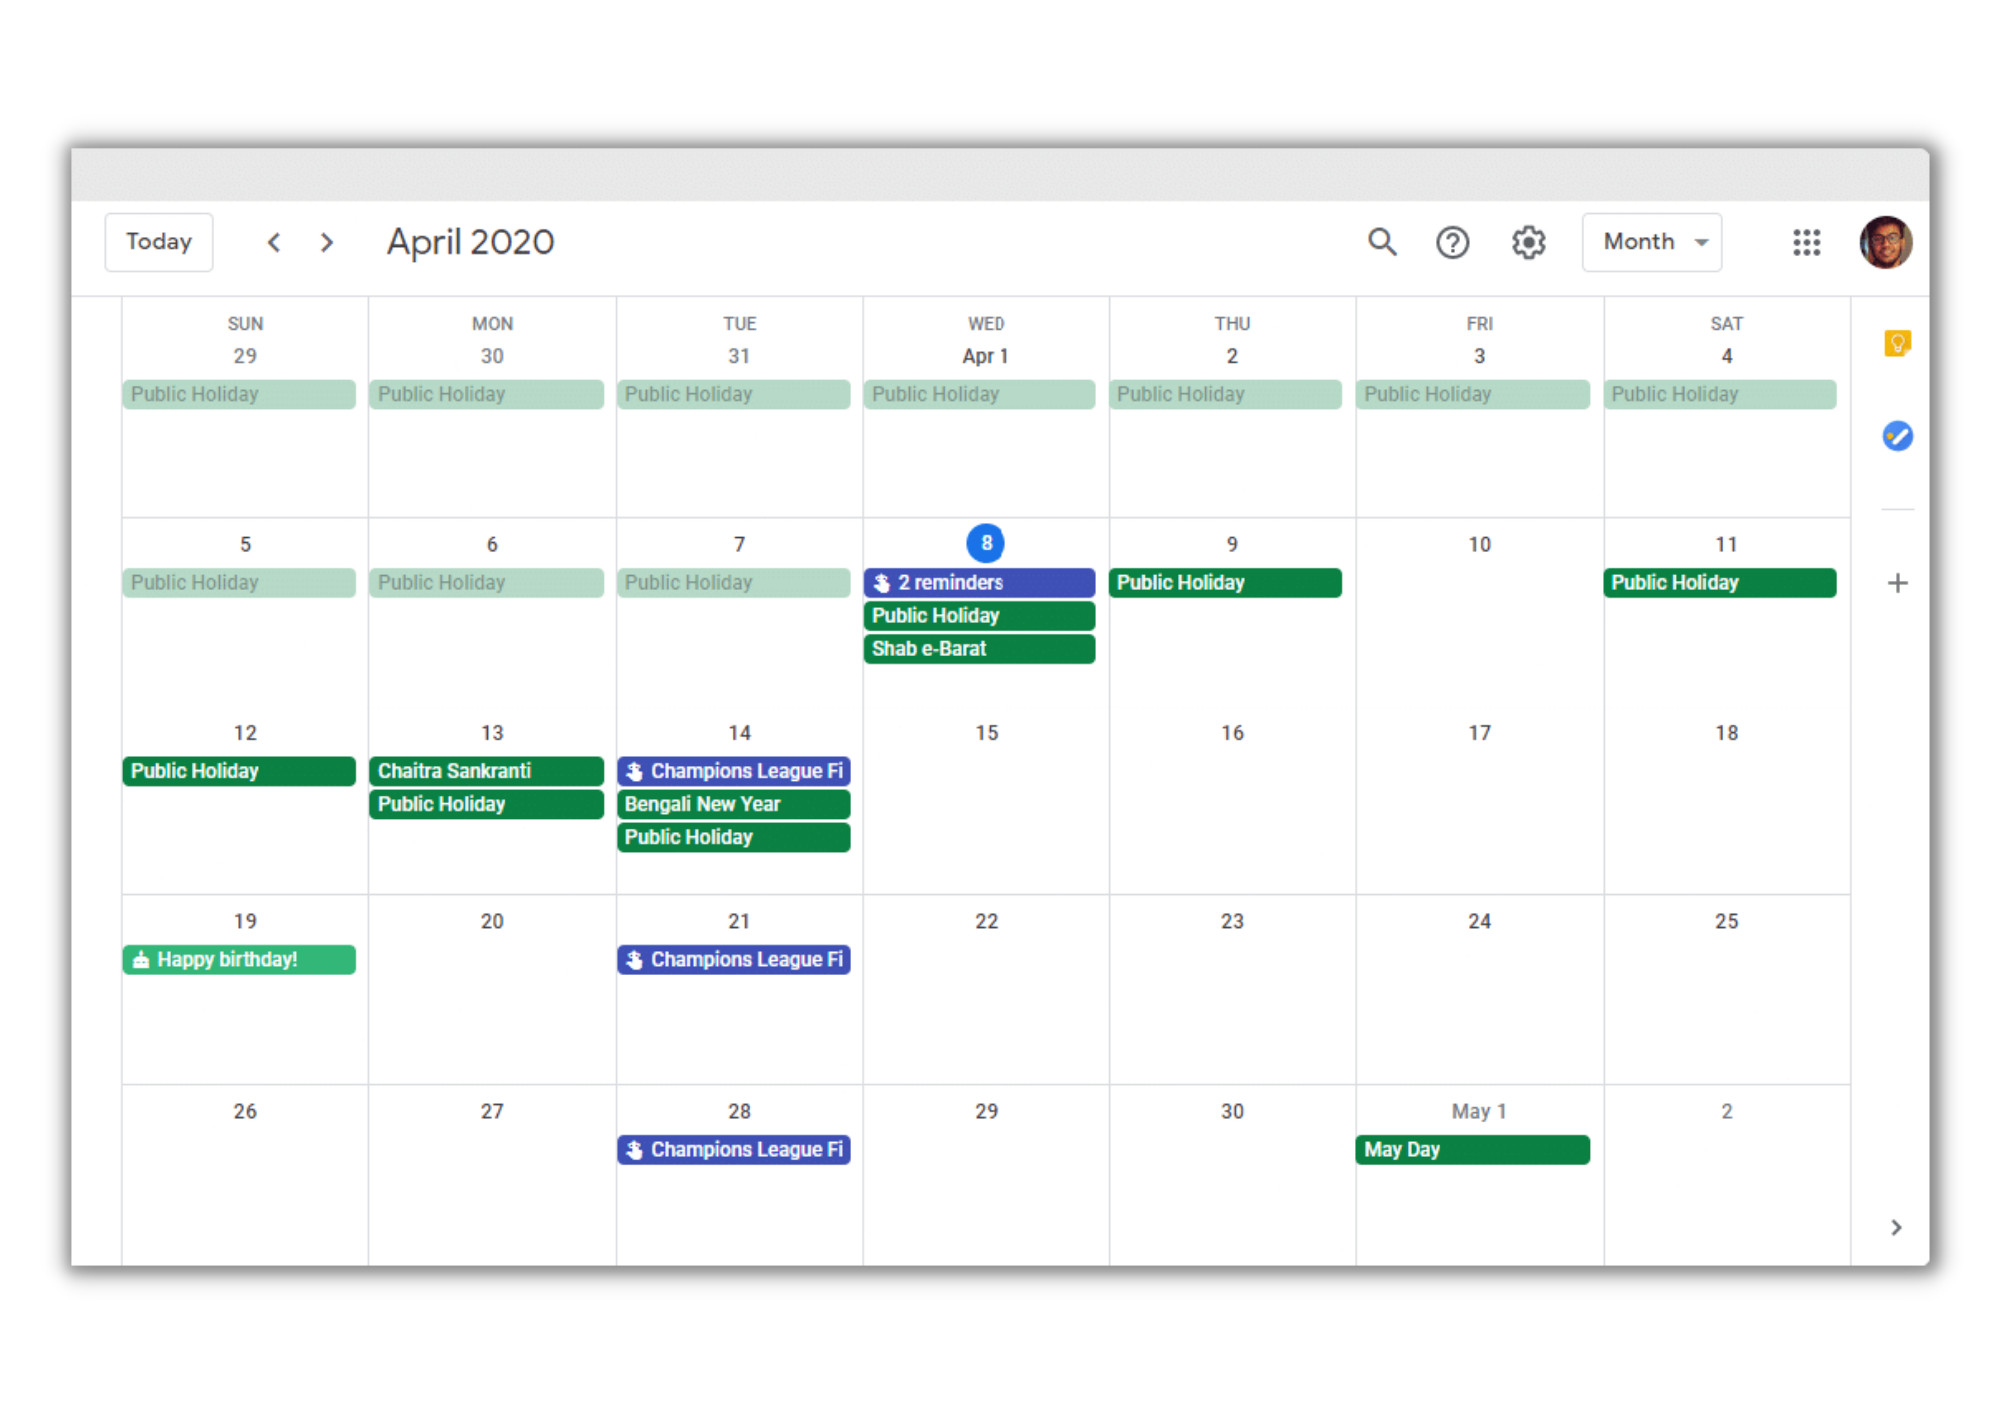 Today April 2020 Month
SUN MON TUE WED THU FRI SAT
29 30 31 Apr 1 2 3 4
Public Holiday Public Holiday Public Holiday Public Holiday Public Holiday Public Holiday Public Holiday
5 6 7 8 9 10 11
Public Holiday Public Holiday Public Holiday 2 reminders Public Holiday Public Holiday
Public Holiday
Shab e-Barat
12 13 14 15 16 17 18
Public Holiday Chaitra Sankranti Champions League Fi
Public Holiday Bengali New Year
Public Holiday
19 20 21 22 23 24 25
Happy birthday! Champions League Fi
26 27 28 29 30 May 1 2
Champions League Fi May Day